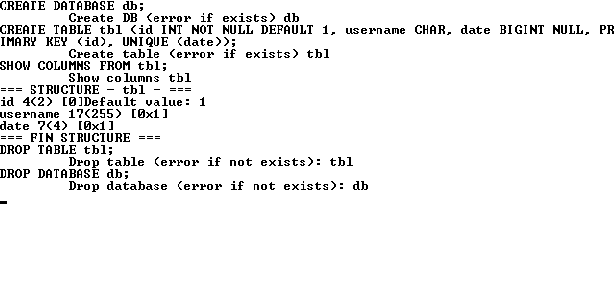 CREATE DATABASE db;
Create DB (error if exists) db
CREATE TABLE tbl (id INT NOT NULL DEFAULT 1, username CHAR, date BIGINT NULL, PR
IMARY KEY (id), UNIQUE (date));
Create table (error if exists) tbl
SHOW COLUMNS FROM tbl;
Show columns tbl
=== STRUCTURE - tbl - ===
id 4(2) [0]Default value: 1
username 17(255) [0x1]
date 7(4) [0x1]
=== FIN STRUCTURE ===
DROP TABLE tbl;
Drop table (error if not exists): tbl
DROP DATABASE db;
Drop database (error if not exists): db